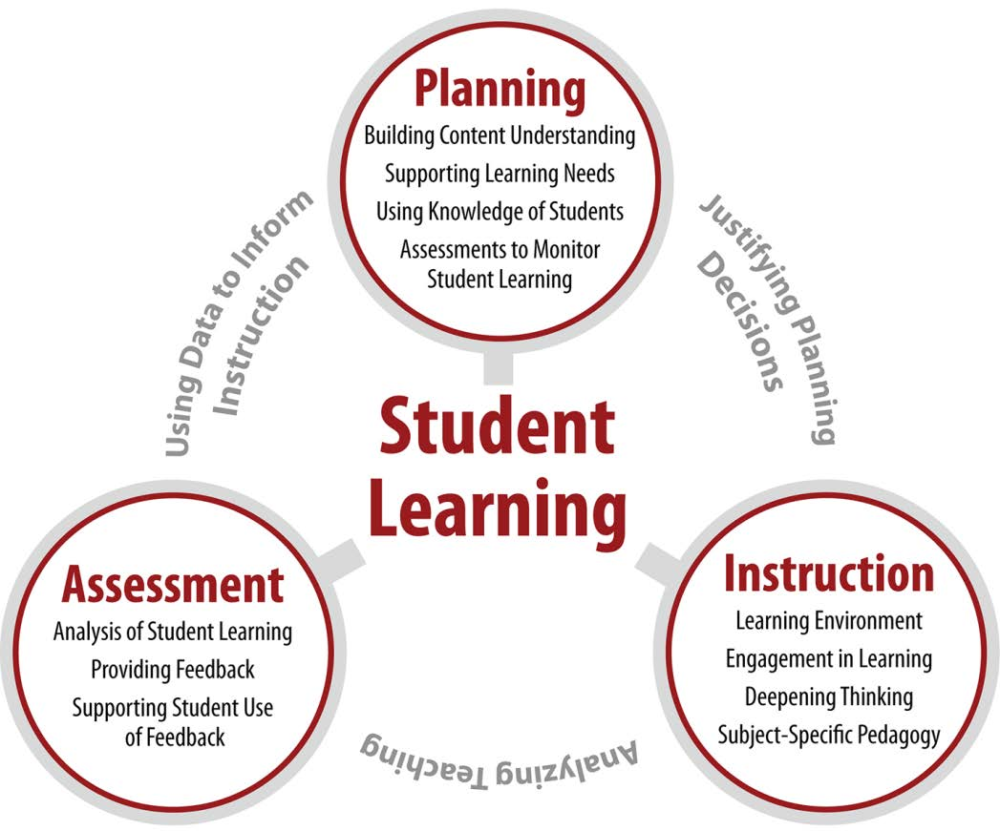 Planning
Building Content Understanding
Supporting Learning Needs
Using Knowledge of Students
Assessments to Monitor
Student Learning
Using Data to Inform
Instruction
Justifying Planning
Decisions
Student
Learning
Assessment
Analysis of Student Learning
Providing Feedback
Supporting Student Use
of Feedback
Instruction
Learning Environment
Engagement in Learning
Deepening Thinking
Subject-Specific Pedagogy
Analyzing Teaching